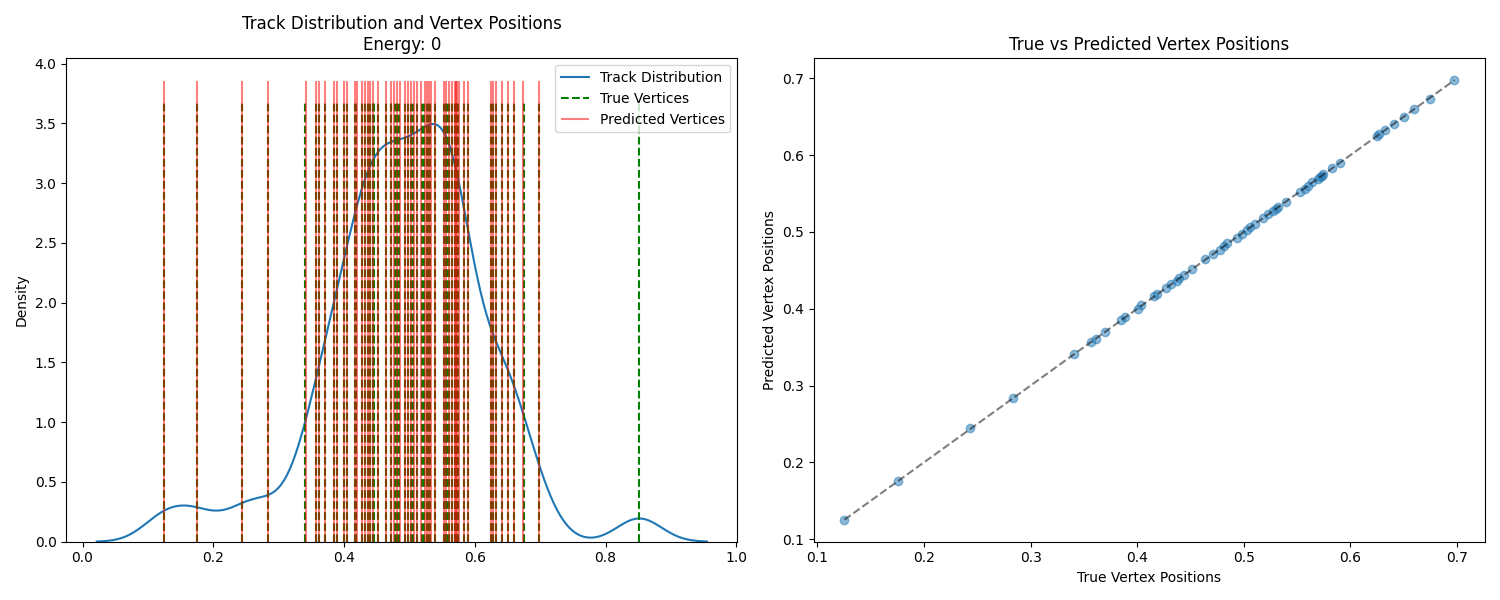 Track Distribution and Vertex Positions
Energy: 0
Track Distribution
True Vertices
Predicted Vertices
Density
4.0
3.5
3.0
2.5
2.0
1.5
1.0
0.5
0.0
0.0 0.2 0.4 0.6 0.8 1.0
True vs Predicted Vertex Positions
Predicted Vertex Positions
0.7
0.6
0.5
0.4
0.3
0.2
0.1
0.1 0.2 0.3 0.4 0.5 0.6 0.7
True Vertex Positions